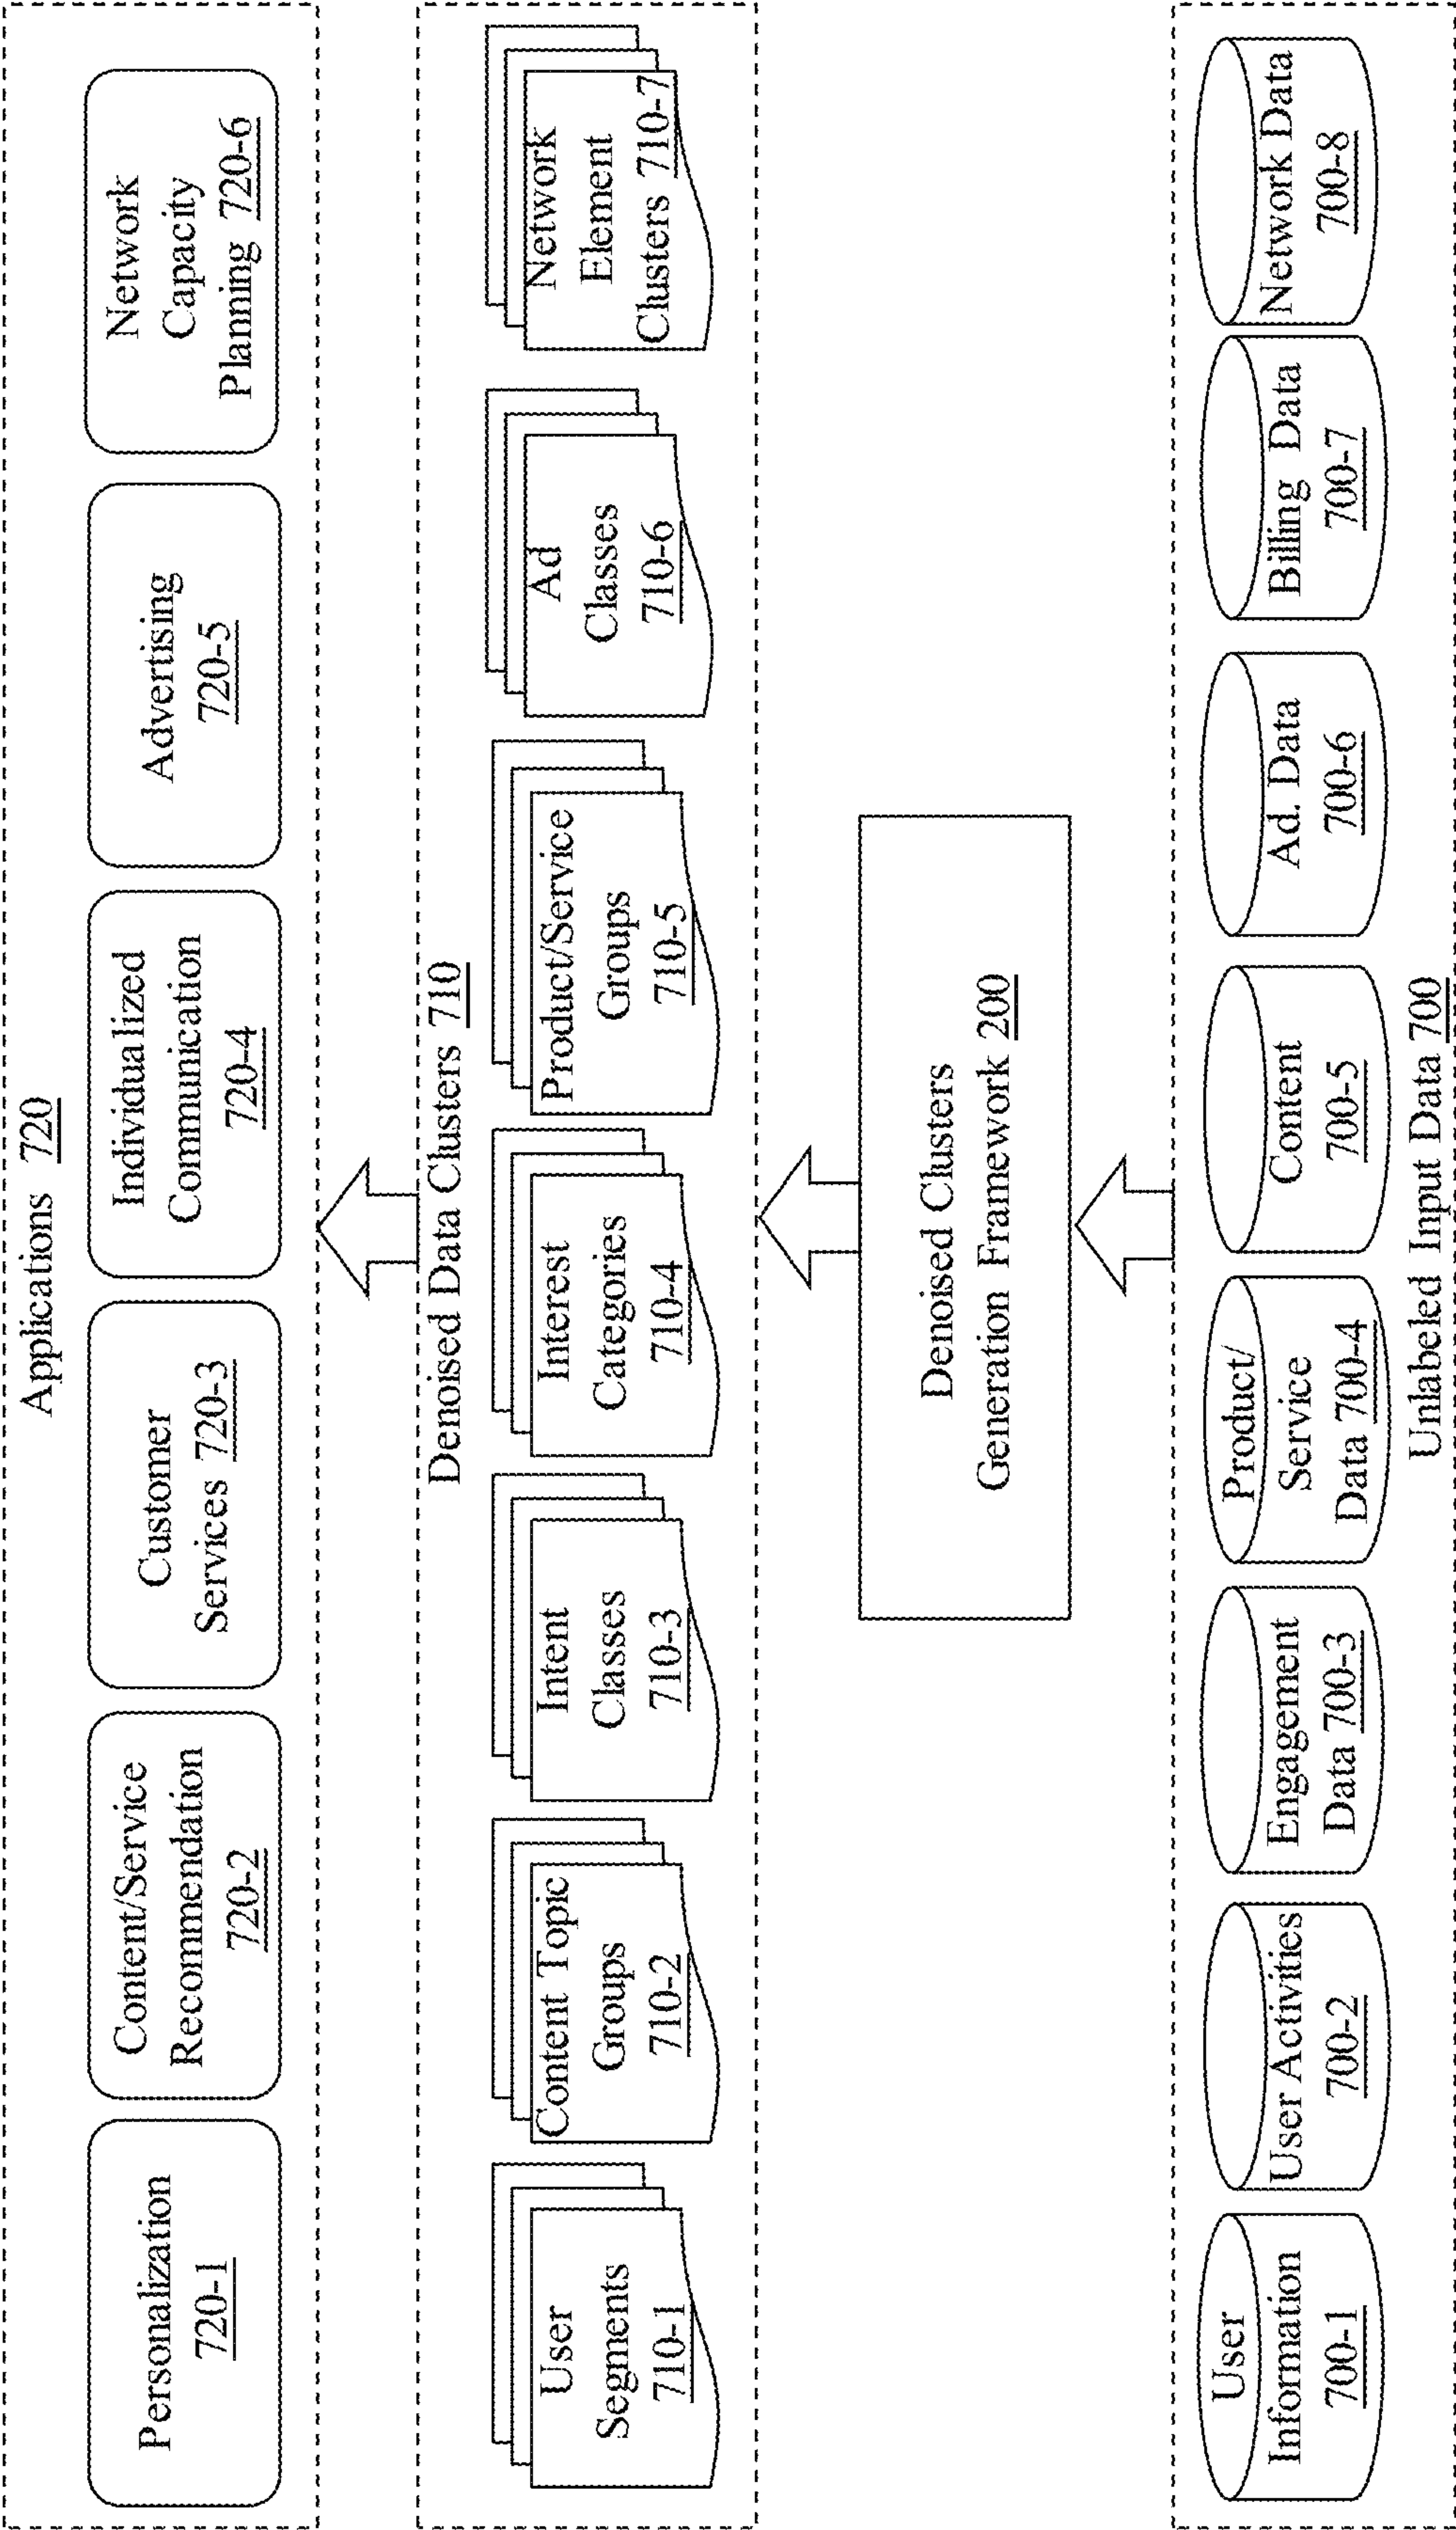 Applications 720
Personalization
720-1
Content/Service
Recommendation
720-2
Customer
Services 720-3
Individualized
Communication
720-4
Advertising
720-5
Network
Capacity
Planning 720-6
Denoised Data Clusters 710
User
Segments
710-1
Content Topic
Groups
710-2
Intent
Classes
710-3
Interest
Categories
710-4
Product/Service
Groups
710-5
Ad
Classes
710-6
Network
Element
Clusters 710-7
Denoised Clusters
Generation Framework 200
User
Information
700-1
User Activities
700-2
Engagement
Data 700-3
Product/
Service
Data 700-4
Content
700-5
Ad. Data
700-6
Billing Data
700-7
Network Data
700-8
Unlabeled Input Data 700